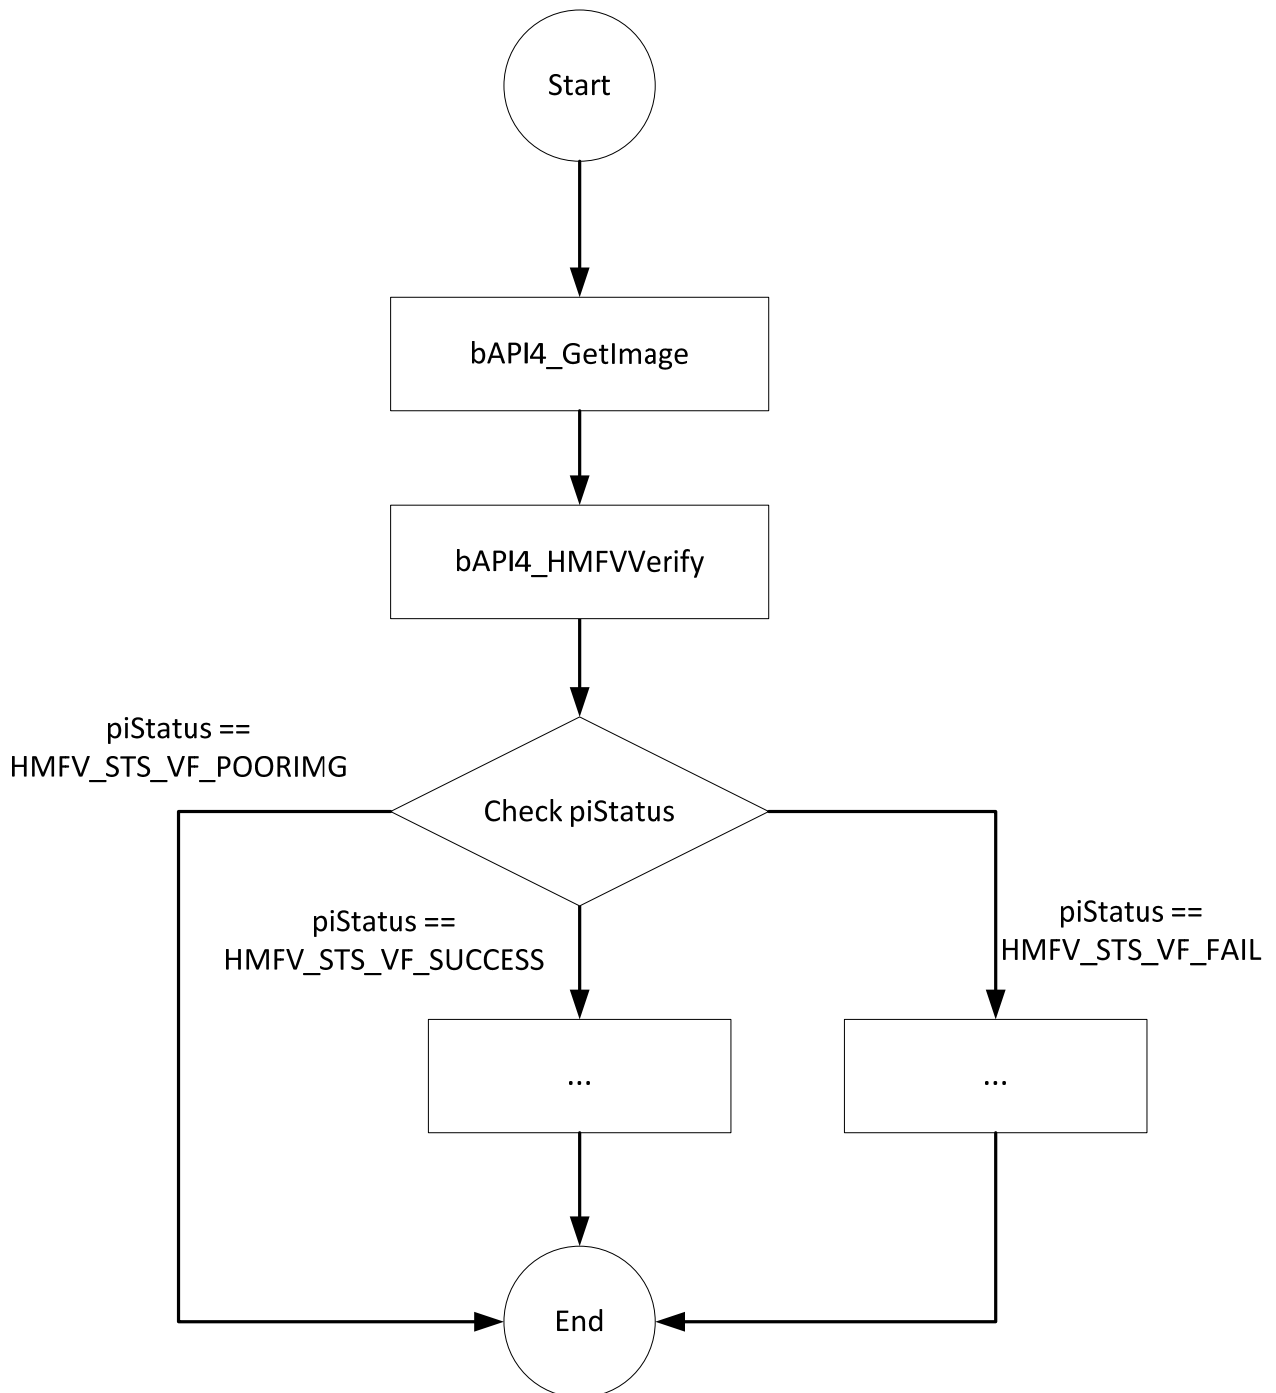 Start
bAPI4_GetImage
bAPI4_HMFVVerify
piStatus ==
HMFV_STS_VF_POORIMG
Check piStatus
piStatus ==
HMFV_STS_VF_SUCCESS
piStatus ==
HMFV_STS_VF_FAIL
...
...
End